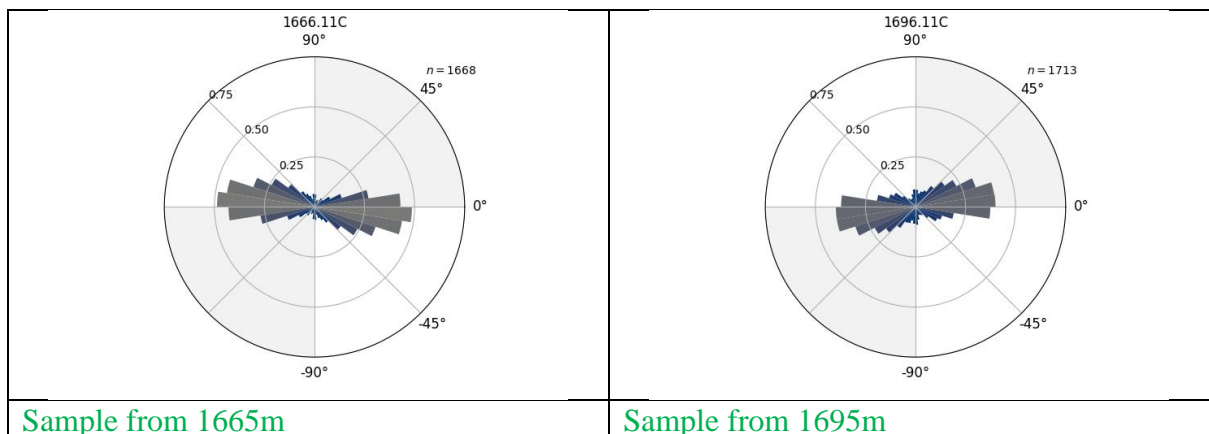 1666.11C
90°
n = 1668
45°
0.75
0.50
0.25
0°
-45°
-90°
Sample from 1665m
1696.11C
90°
n = 1713
45°
0.75
0.50
0.25
0°
-45°
-90°
Sample from 1695m